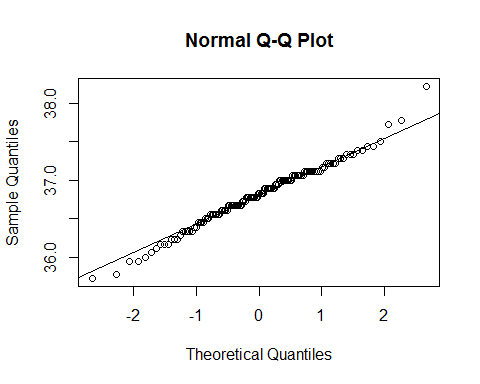 Normal Q-Q Plot
38.0
37.0
36.0
Sample Quantiles
-2 -1 0 1 2
Theoretical Quantiles